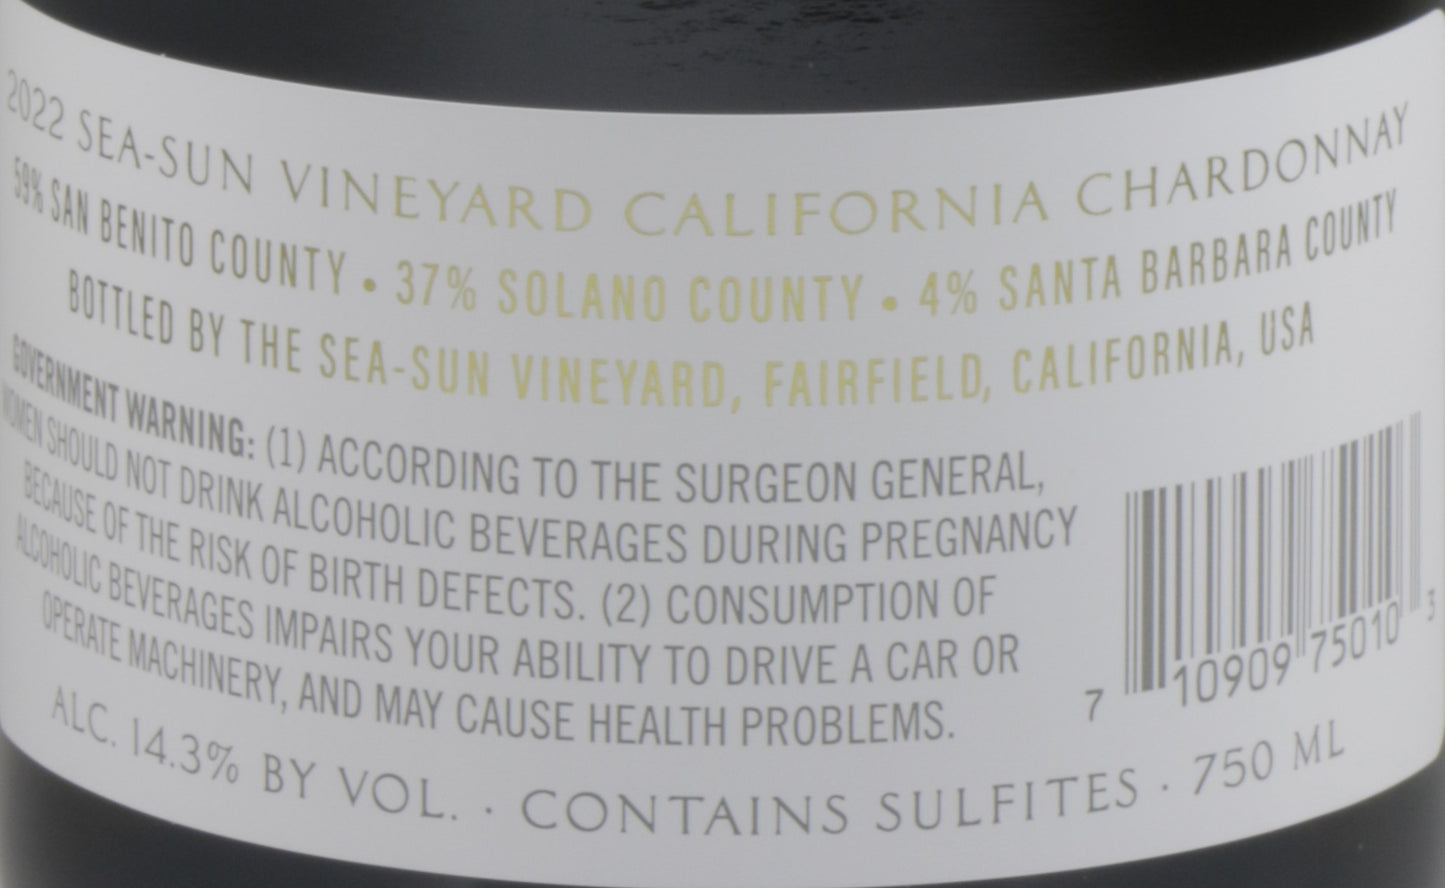 2022 SEA-SUN VINEYARD CALIFORNIA CHARDONNAY
59% SAN BENITO COUNTY • 37% SOLANO COUNTY • 4% SANTA BARBARA COUNTY
BOTTLED BY THE SEA-SUN VINEYARD, FAIRFIELD, CALIFORNIA, USA
GOVERNMENT WARNING: (1) ACCORDING TO THE SURGEON GENERAL,
WOMEN SHOULD NOT DRINK ALCOHOLIC BEVERAGES DURING PREGNANCY
BECAUSE OF THE RISK OF BIRTH DEFECTS. (2) CONSUMPTION OF
ALCOHOLIC BEVERAGES IMPAIRS YOUR ABILITY TO DRIVE A CAR OR
OPERATE MACHINERY, AND MAY CAUSE HEALTH PROBLEMS.
7 10909 75010 3
ALC. 14.3% BY VOL. · CONTAINS SULFITES · 750 ML